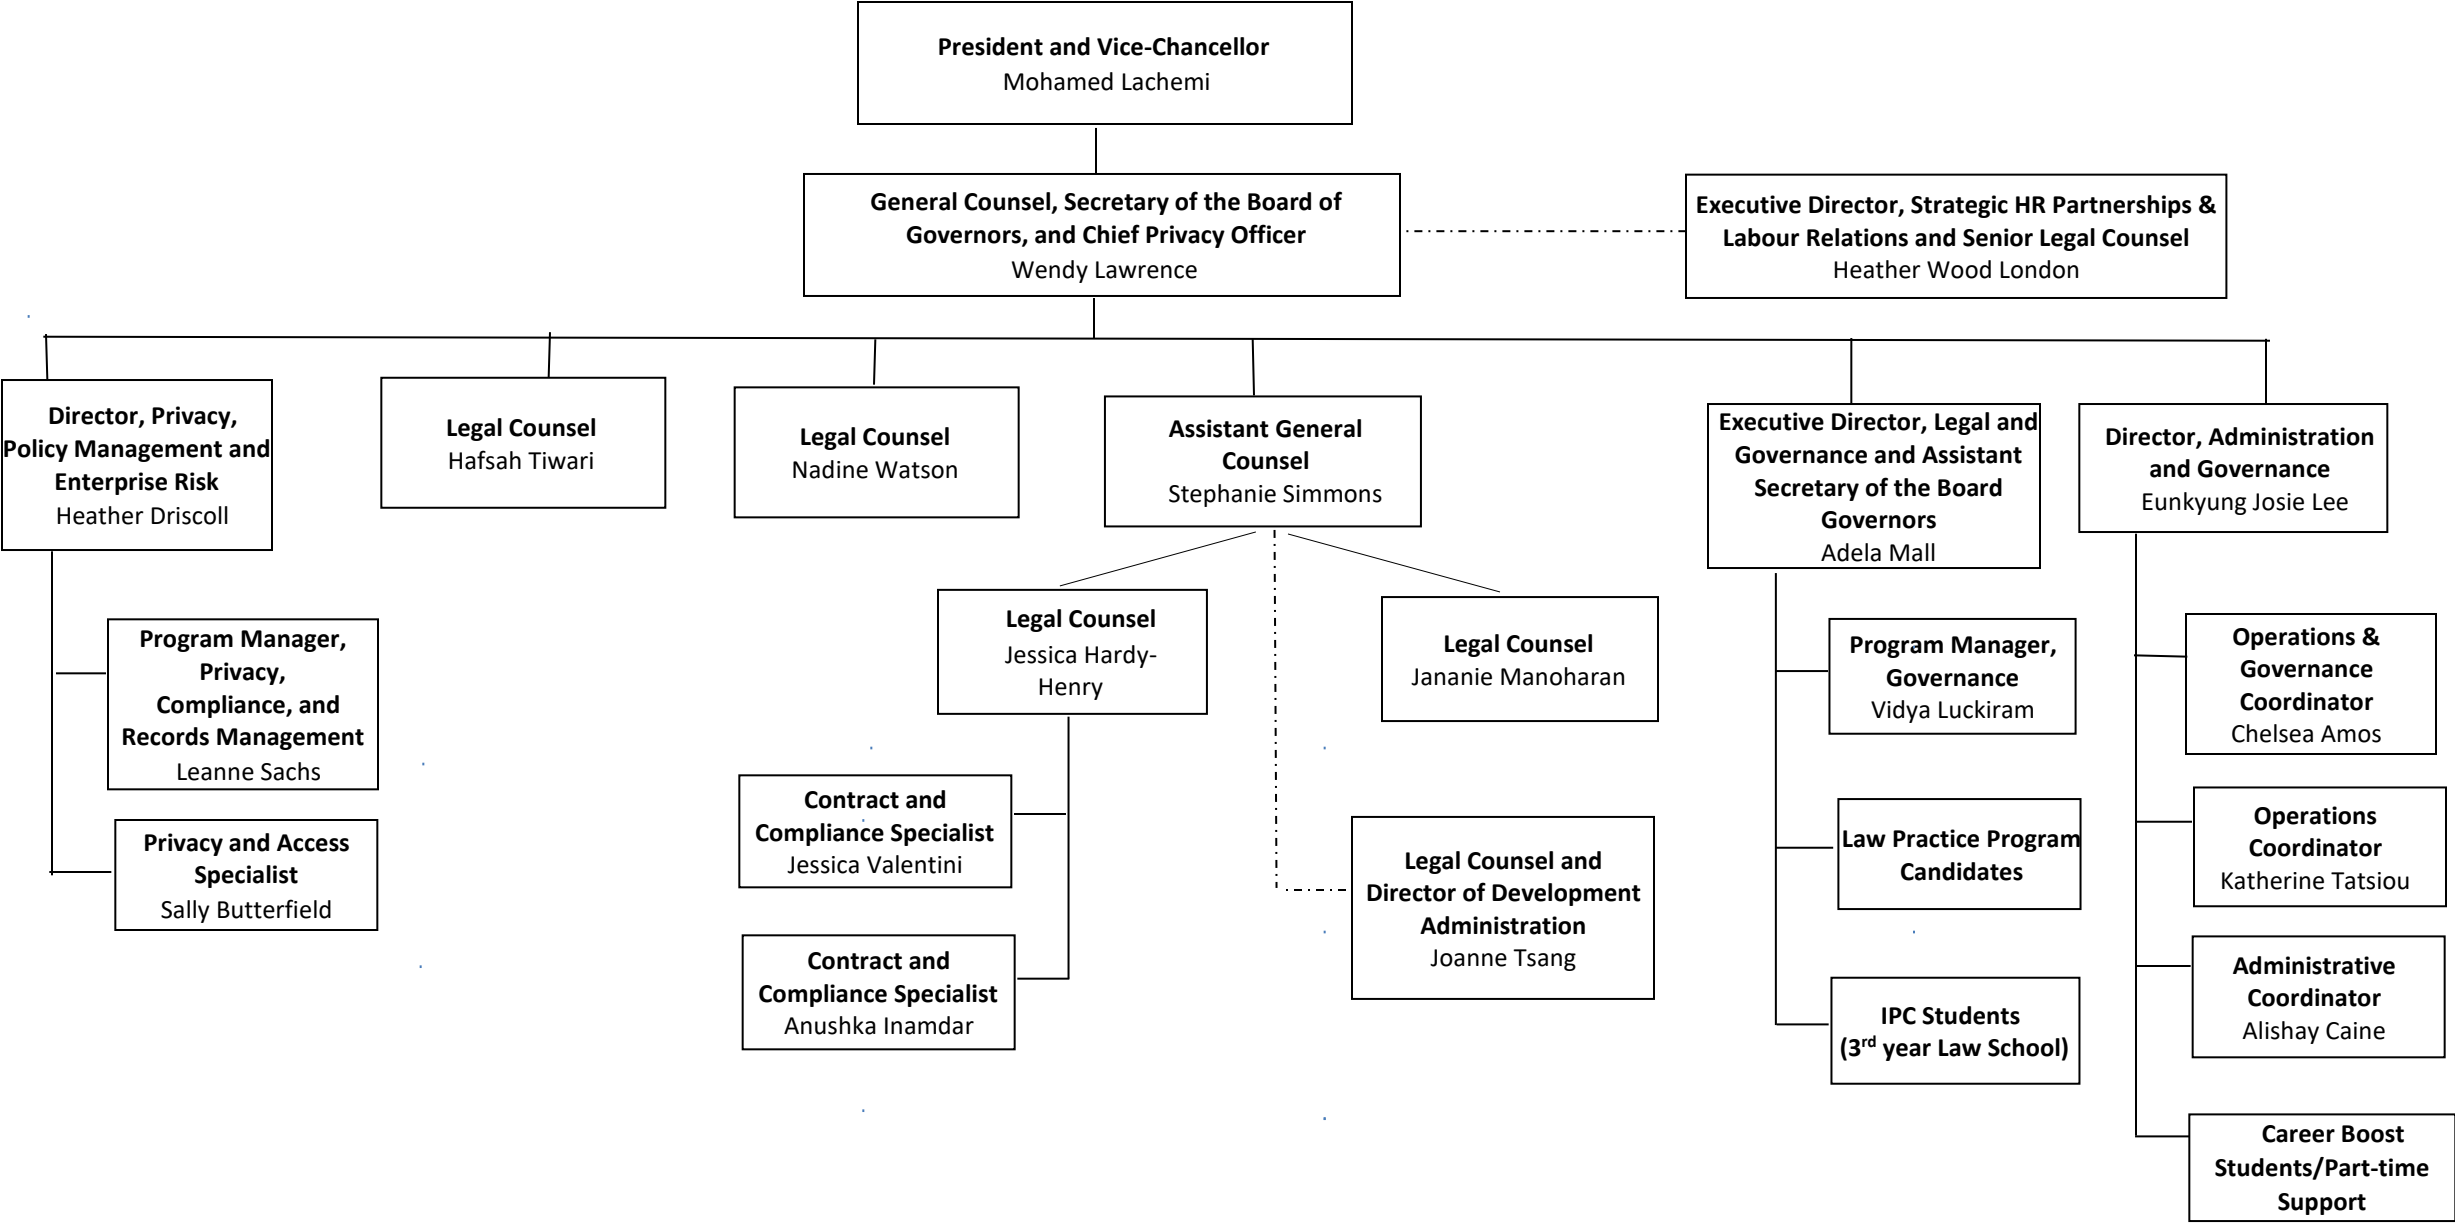 President and Vice-Chancellor
Mohamed Lachemi
General Counsel, Secretary of the Board of
Governors, and Chief Privacy Officer
Wendy Lawrence
Executive Director, Strategic HR Partnerships &
Labour Relations and Senior Legal Counsel
Heather Wood London
Director, Privacy,
Policy Management and
Enterprise Risk
Heather Driscoll
Legal Counsel
Hafsah Tiwari
Legal Counsel
Nadine Watson
Assistant General
Counsel
Stephanie Simmons
Executive Director, Legal and
Governance and Assistant
Secretary of the Board
Governors
Adela Mall
Director, Administration
and Governance
Eunkyung Josie Lee
Program Manager,
Privacy,
Compliance, and
Records Management
Leanne Sachs
Privacy and Access
Specialist
Sally Butterfield
Legal Counsel
Jessica Hardy-
Henry
Legal Counsel
Jananie Manoharan
Contract and
Compliance Specialist
Jessica Valentini
Contract and
Compliance Specialist
Anushka Inamdar
Legal Counsel and
Director of Development
Administration
Joanne Tsang
Program Manager,
Governance
Vidya Luckiram
Law Practice Program
Candidates
IPC Students
(3rd year Law School)
Operations &
Governance
Coordinator
Chelsea Amos
Operations
Coordinator
Katherine Tatsiou
Administrative
Coordinator
Alishay Caine
Career Boost
Students/Part-time
Support